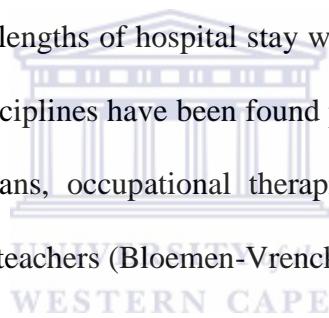 lengths of hospital stay w
ciplines have been found
ans, occupational therap
UNIVERSITY of the
teachers (Bloemen-Vrench
WESTERN CAPE